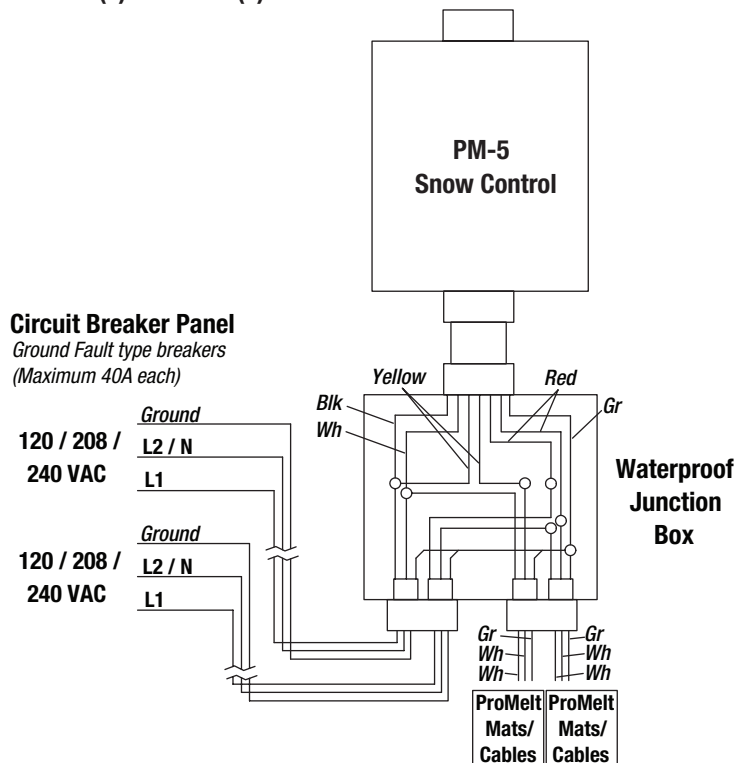 PM-5
Snow Control
Circuit Breaker Panel
Ground Fault type breakers
(Maximum 40A each)
Yellow
Red
Blk
Gr
Wh
Ground
120 / 208 /
L2 / N
240 VAC
L1
Waterproof
Junction
Box
Ground
120 / 208 /
L2 / N
240 VAC
L1
Gr
Gr
Wh
Wh
Wh
Wh
ProMelt
Mats/
Cables
ProMelt
Mats/
Cables